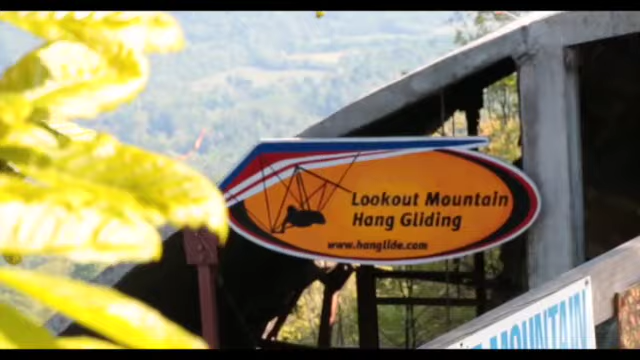 Lookout Mountain
Hang Gliding
www.hanglide.com
MOUNTAIN